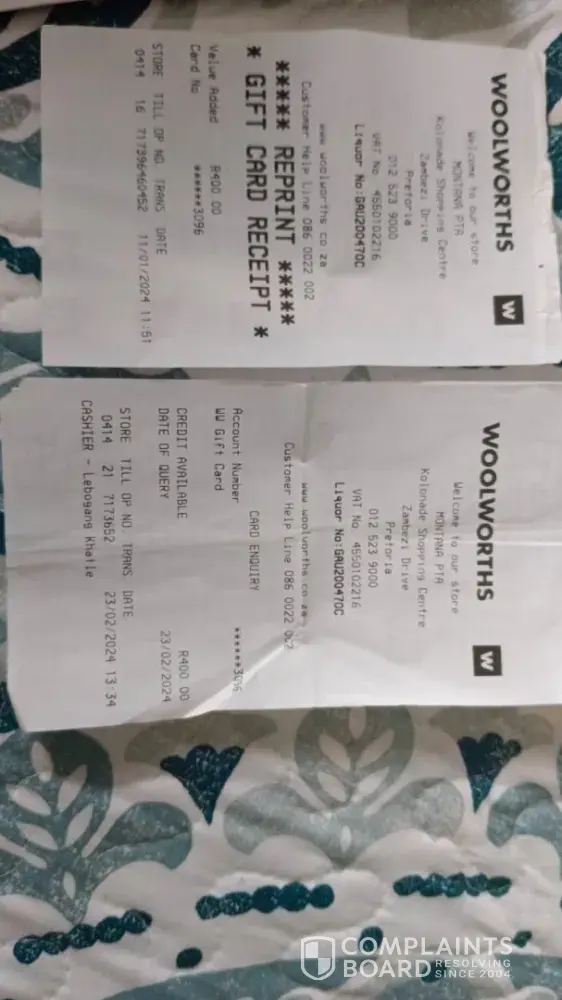 WOOLWORTHS W
Welcome to our store
MONTANA PTA
Kolonade Shopping Centre
Zambezi Drive
Pretoria
012 523 9000
VAT No. 4550102216
Liquor No:GAU200470C
www.woolworths.co.za
Customer Help Line 086 0022 002
***** REPRINT *****
* GIFT CARD RECEIPT *
Value Added R400.00
Card No ******3096
STORE TILL OP NO. TRANS DATE
0414 16 717396460452 11/01/2024 11:51
WOOLWORTHS W
Welcome to our store
MONTANA PTA
Kolonade Shopping Centre
Zambezi Drive
Pretoria
012 523 9000
VAT No. 4550102216
Liquor No:GAU200470C
www.woolworths.co.za
Customer Help Line 086 0022 002
CARD ENQUIRY
Account Number ******3096
WW Gift Card
CREDIT AVAILABLE R400.00
DATE OF QUERY 23/02/2024
STORE TILL OP NO. TRANS DATE
0414 21 7173652 23/02/2024 13:34
CASHIER - Lebogang
COMPLAINTS
BOARD RESOLVING
SINCE 2004